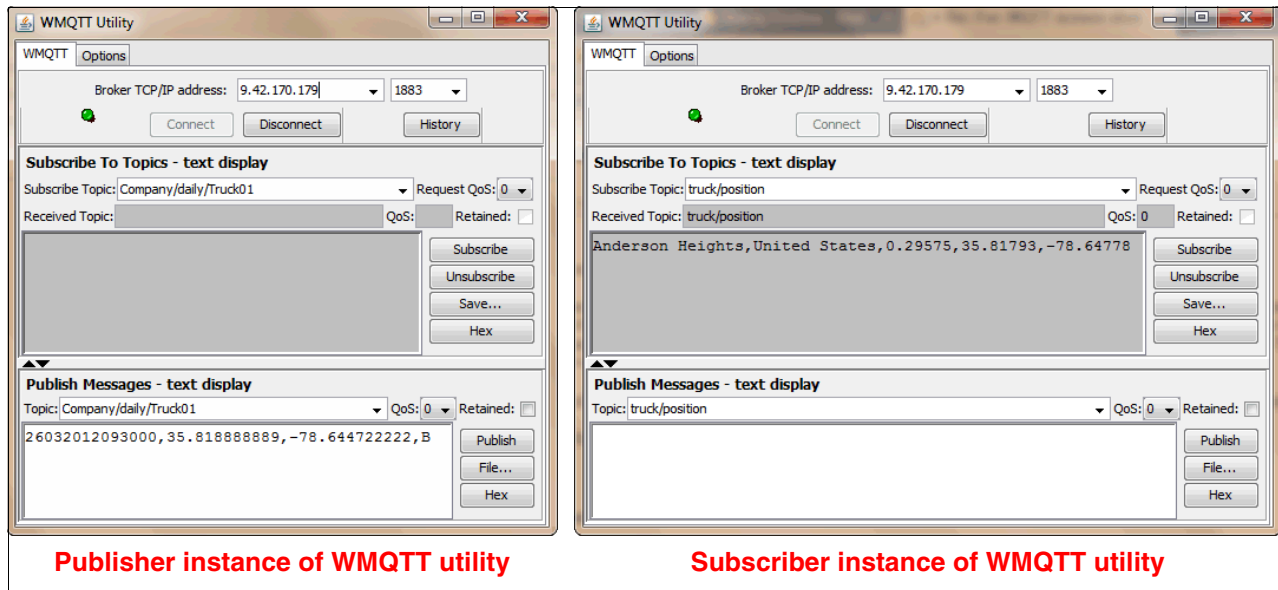 WMQTT Utility
WMQTT Options
Broker TCP/IP address: 9.42.170.179 1883
Connect Disconnect History
Subscribe To Topics - text display
Subscribe Topic: Company/daily/Truck01 Request QoS: 0
Received Topic: QoS: Retained:
Subscribe
Unsubscribe
Save...
Hex
Publish Messages - text display
Topic: Company/daily/Truck01 QoS: 0 Retained:
26032012093000,35.818888889,-78.644722222,B
Publish
File...
Hex
Publisher instance of WMQTT utility
WMQTT Utility
WMQTT Options
Broker TCP/IP address: 9.42.170.179 1883
Connect Disconnect History
Subscribe To Topics - text display
Subscribe Topic: truck/position Request QoS: 0
Received Topic: truck/position QoS: 0 Retained:
Anderson Heights,United States,0.29575,35.81793,-78.64778
Subscribe
Unsubscribe
Save...
Hex
Publish Messages - text display
Topic: truck/position QoS: 0 Retained:
Publish
File...
Hex
Subscriber instance of WMQTT utility